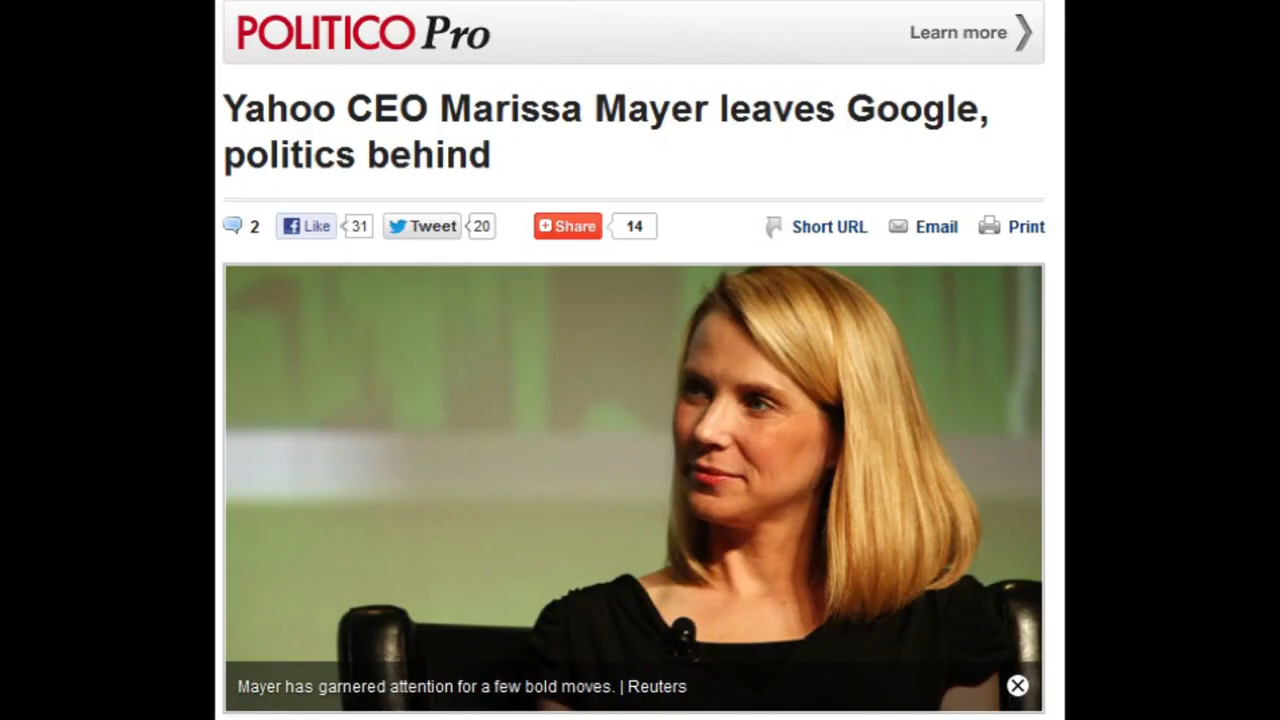 POLITICO Pro
Learn more
Yahoo CEO Marissa Mayer leaves Google,
politics behind
2 Like 31 Tweet 20 Share 14 Short URL Email Print
Mayer has garnered attention for a few bold moves. | Reuters